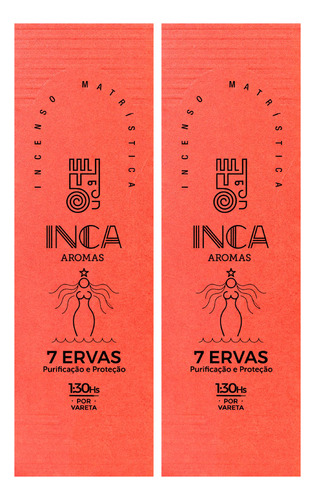 INCENSO MATRÍSTICA
INCA
AROMAS
7 ERVAS
Purificação e Proteção
1:30Hs
· POR ·
VARETA
INCENSO MATRÍSTICA
INCA
AROMAS
7 ERVAS
Purificação e Proteção
1:30Hs
· POR ·
VARETA